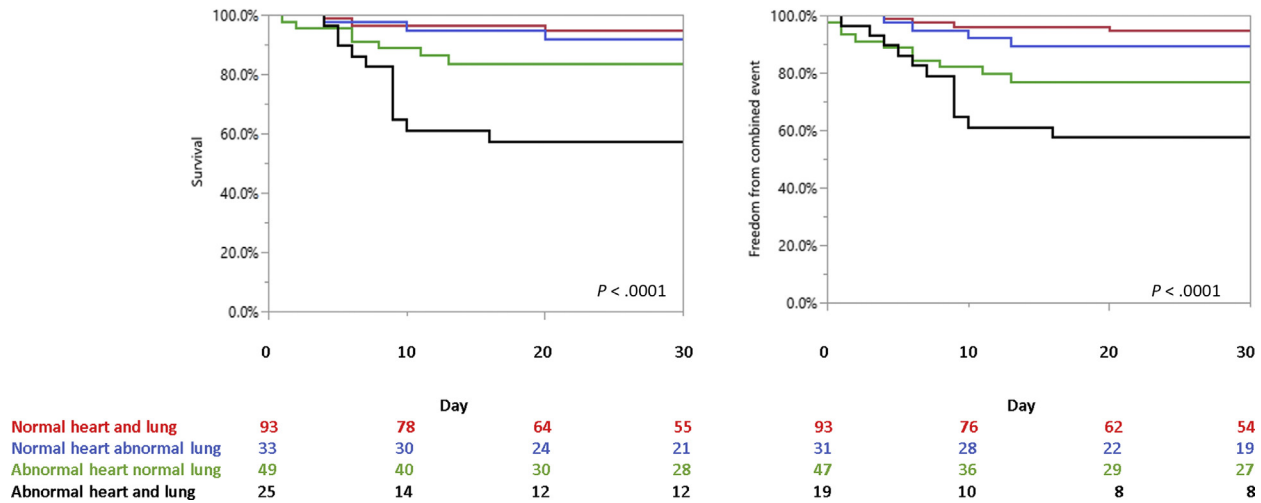 100.0%
80.0%
60.0%
40.0%
20.0%
0.0%
Survival
P < .0001
0 10 20 30
Day
100.0%
80.0%
60.0%
40.0%
20.0%
0.0%
Freedom from combined event
P < .0001
0 10 20 30
Day
Normal heart and lung 93 78 64 55 93 76 62 54
Normal heart abnormal lung 33 30 24 21 31 28 22 19
Abnormal heart normal lung 49 40 30 28 47 36 29 27
Abnormal heart and lung 25 14 12 12 19 10 8 8